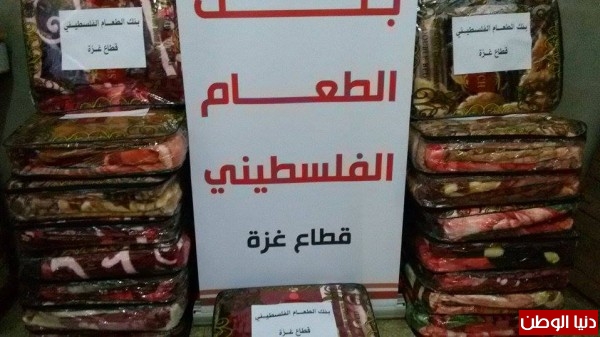 بنك الطعام الفلسطيني
قطاع غزة
بنك
الطعام
الفلسطيني
قطاع غزة
بنك الطعام الفلسطيني
قطاع غزة
بنك الطعام الفلسطيني
قطاع غزة
دنيا الوطن